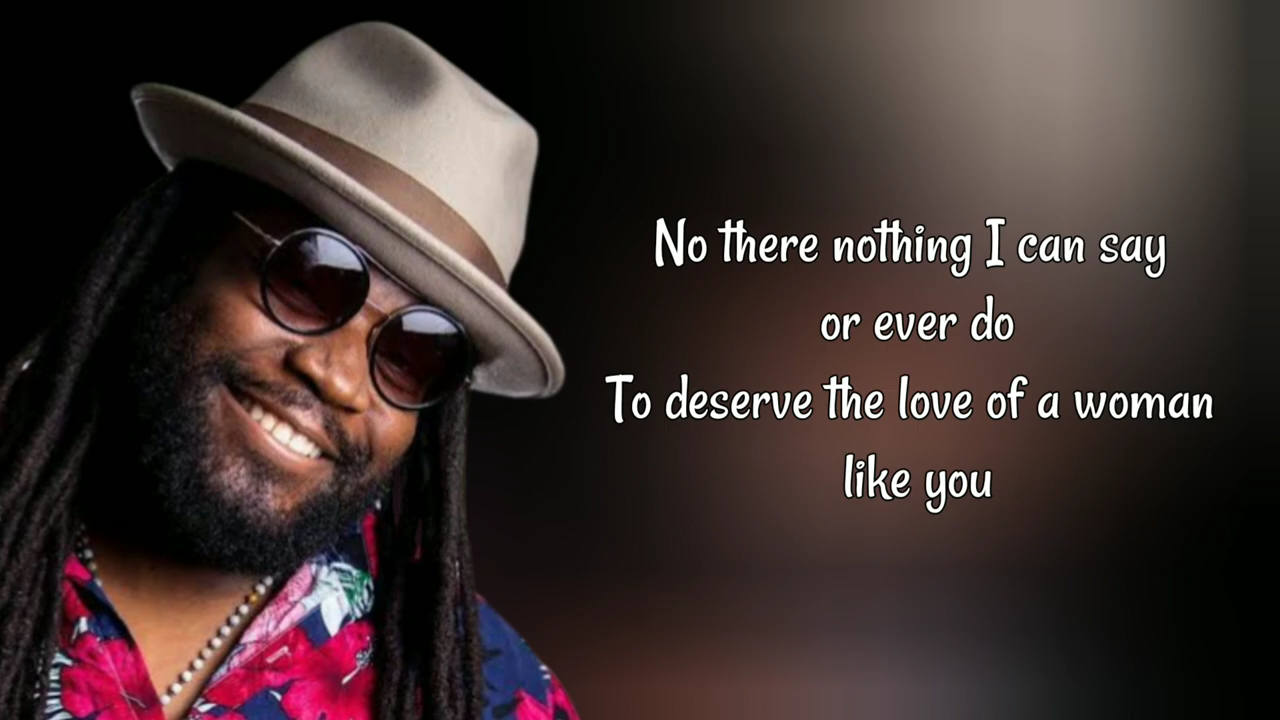 No there nothing I can say
or ever do
To deserve the love of a woman
like you